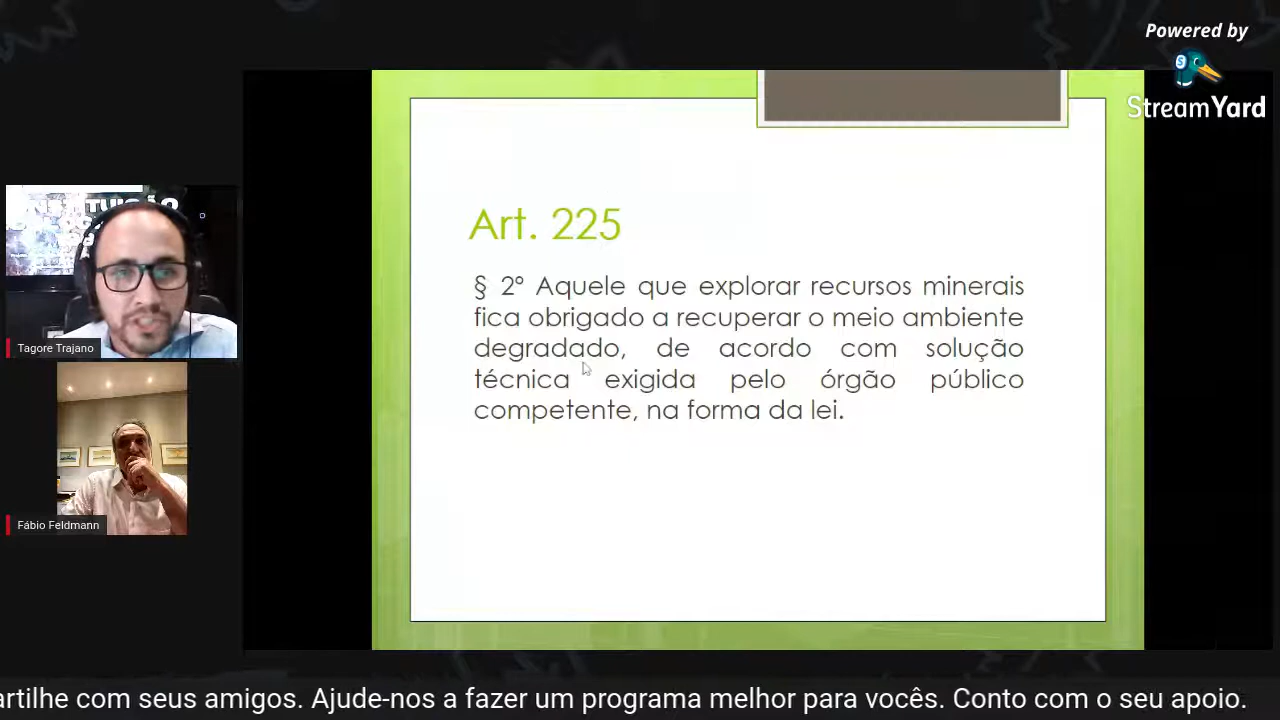 Powered by
StreamYard
Art. 225
§ 2º Aquele que explorar recursos minerais
fica obrigado a recuperar o meio ambiente
degradado, de acordo com solução
técnica exigida pelo órgão público
competente, na forma da lei.
Tagore Trajano
Fábio Feldmann
artilhe com seus amigos. Ajude-nos a fazer um programa melhor para vocês. Conto com o seu apoio.